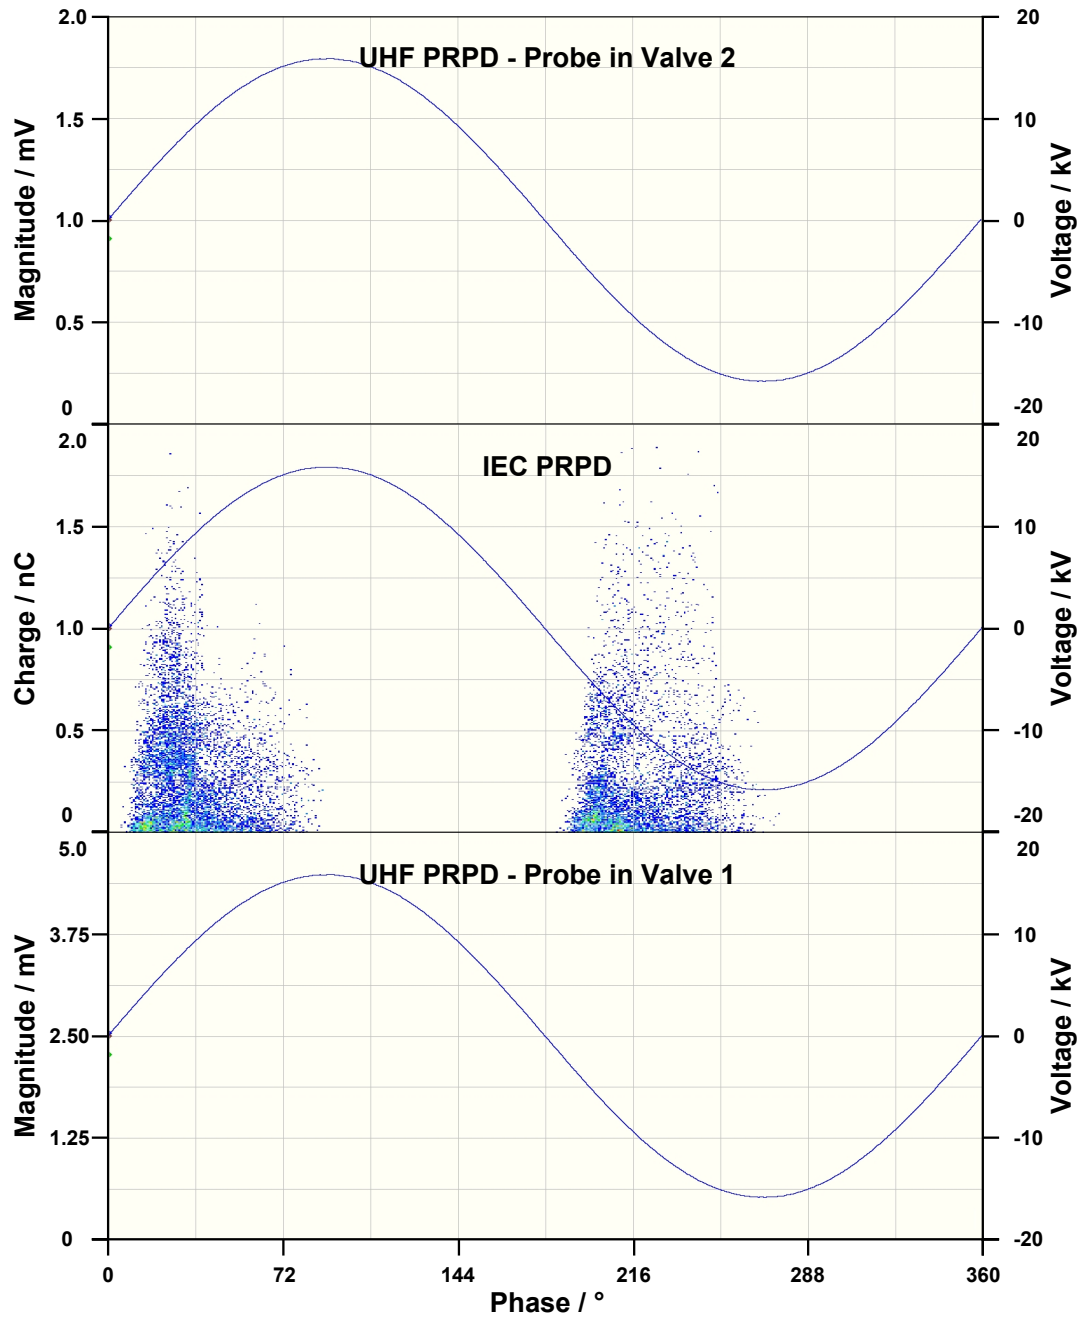 2.0
20
UHF PRPD - Probe in Valve 2
1.5
10
Magnitude / mV
Voltage / kV
1.0
0
0.5
-10
0
-20
2.0
20
IEC PRPD
1.5
10
Charge / nC
Voltage / kV
1.0
0
0.5
-10
0
-20
5.0
20
UHF PRPD - Probe in Valve 1
3.75
10
Magnitude / mV
Voltage / kV
2.50
0
1.25
-10
0
-20
0 72 144 216 288 360
Phase / °